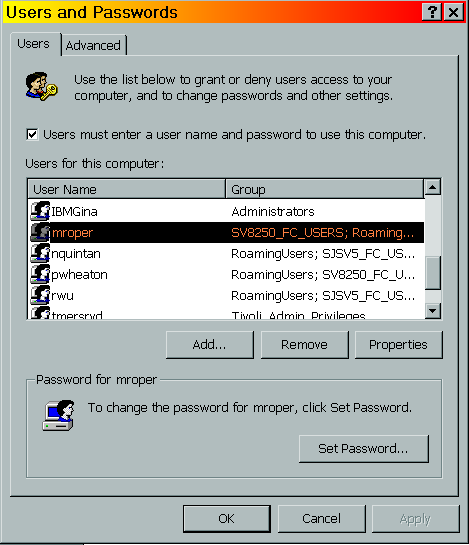 Users and Passwords
Users
Advanced
Use the list below to grant or deny users access to your
computer, and to change passwords and other settings.
Users must enter a user name and password to use this computer.
Users for this computer:
User Name Group
IBMGina Administrators
mroper SV8250_FC_USERS; Roaming...
nquintan RoamingUsers; SJSV5_FC_US...
pwheaton RoamingUsers; SV8250_FC_U...
rwu RoamingUsers; SJSV5_FC_US...
tmersryd Tivoli_Admin_Privileges
Add... Remove Properties
Password for mroper
To change the password for mroper, click Set Password.
Set Password...
OK Cancel Apply